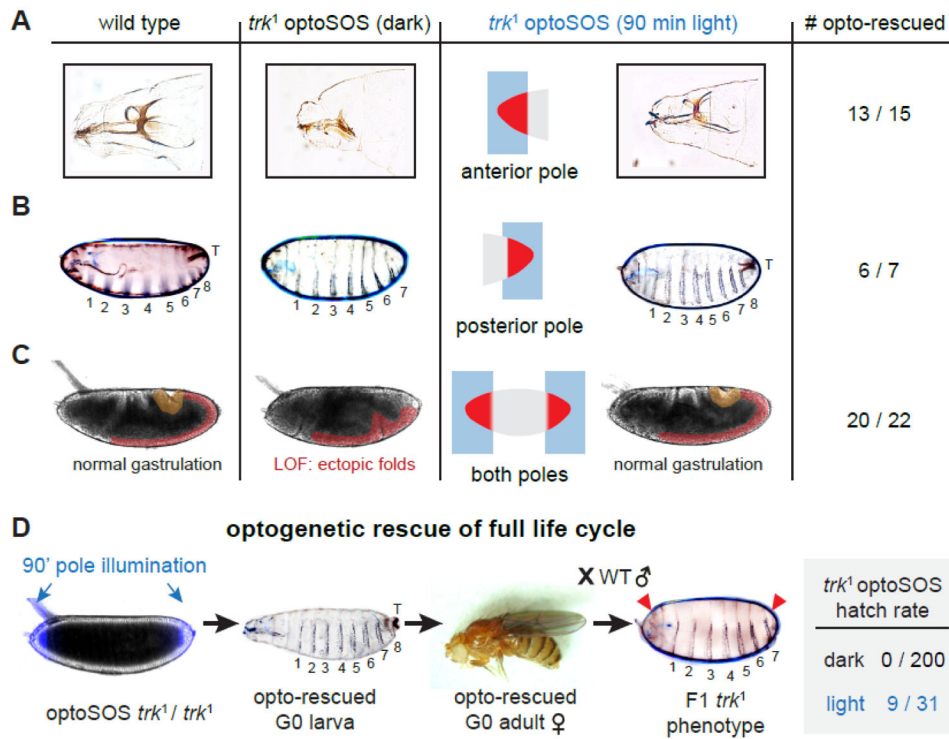 A
wild type
trk¹ optoSOS (dark)
trk¹ optoSOS (90 min light)
# opto-rescued
anterior pole
13 / 15
B
T
1 2 3 4 5 6 7 8
1 2 3 4 5 6 7
posterior pole
T
1 2 3 4 5 6 7 8
6 / 7
C
normal gastrulation
LOF: ectopic folds
both poles
normal gastrulation
20 / 22
D
optogenetic rescue of full life cycle
90' pole illumination
optoSOS trk¹ / trk¹
T
1 2 3 4 5 6 7 8
opto-rescued
G0 larva
opto-rescued
G0 adult ♀
X WT ♂
1 2 3 4 5 6 7
F1 trk¹
phenotype
trk¹ optoSOS
hatch rate
dark 0 / 200
light 9 / 31